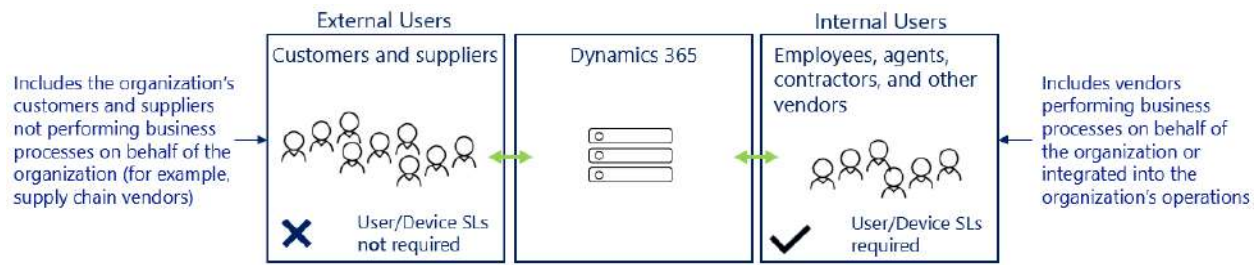 External Users
Internal Users
Customers and suppliers
Dynamics 365
Employees, agents,
contractors, and other
vendors
Includes the organization's
customers and suppliers
not performing business
processes on behalf of the
organization (for example,
supply chain vendors)
Includes vendors
performing business
processes on behalf of
the organization or
integrated into the
organization's operations
User/Device SLs
not required
User/Device SLs
required